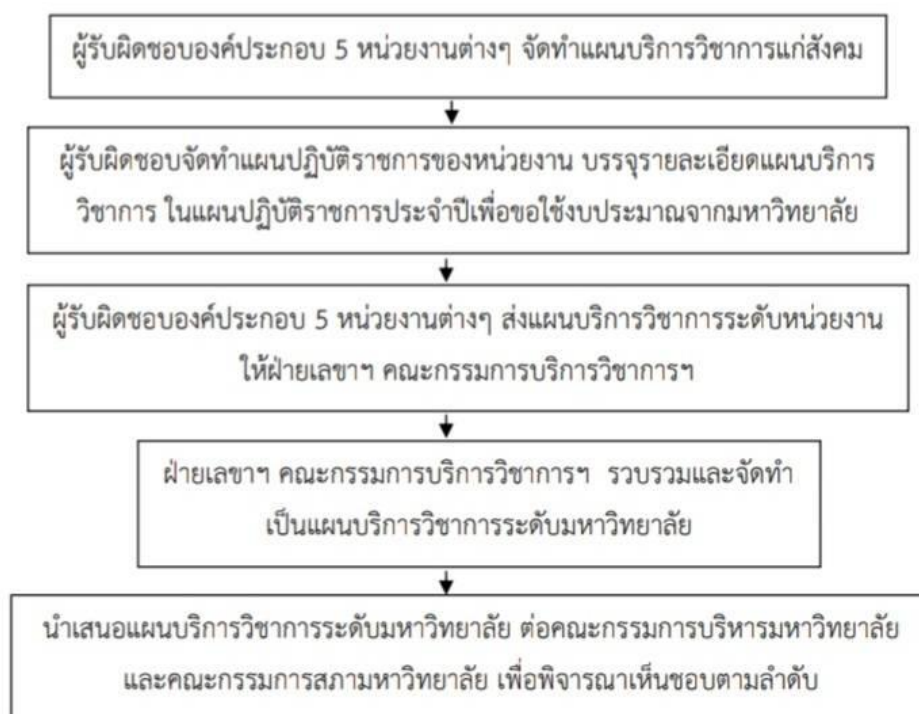 ผู้รับผิดชอบองค์ประกอบ 5 หน่วยงานต่างๆ จัดทำแผนบริการวิชาการแก่สังคม
ผู้รับผิดชอบจัดทำแผนปฏิบัติราชการของหน่วยงาน บรรจุรายละเอียดแผนบริการ
วิชาการ ในแผนปฏิบัติราชการประจำปีเพื่อขอใช้งบประมาณจากมหาวิทยาลัย
ผู้รับผิดชอบองค์ประกอบ 5 หน่วยงานต่างๆ ส่งแผนบริการวิชาการระดับหน่วยงาน
ให้ฝ่ายเลขาฯ คณะกรรมการบริการวิชาการฯ
ฝ่ายเลขาฯ คณะกรรมการบริการวิชาการฯ รวบรวมและจัดทำ
เป็นแผนบริการวิชาการระดับมหาวิทยาลัย
นำเสนอแผนบริการวิชาการระดับมหาวิทยาลัย ต่อคณะกรรมการบริหารมหาวิทยาลัย
และคณะกรรมการสภามหาวิทยาลัย เพื่อพิจารณาเห็นชอบตามลำดับ